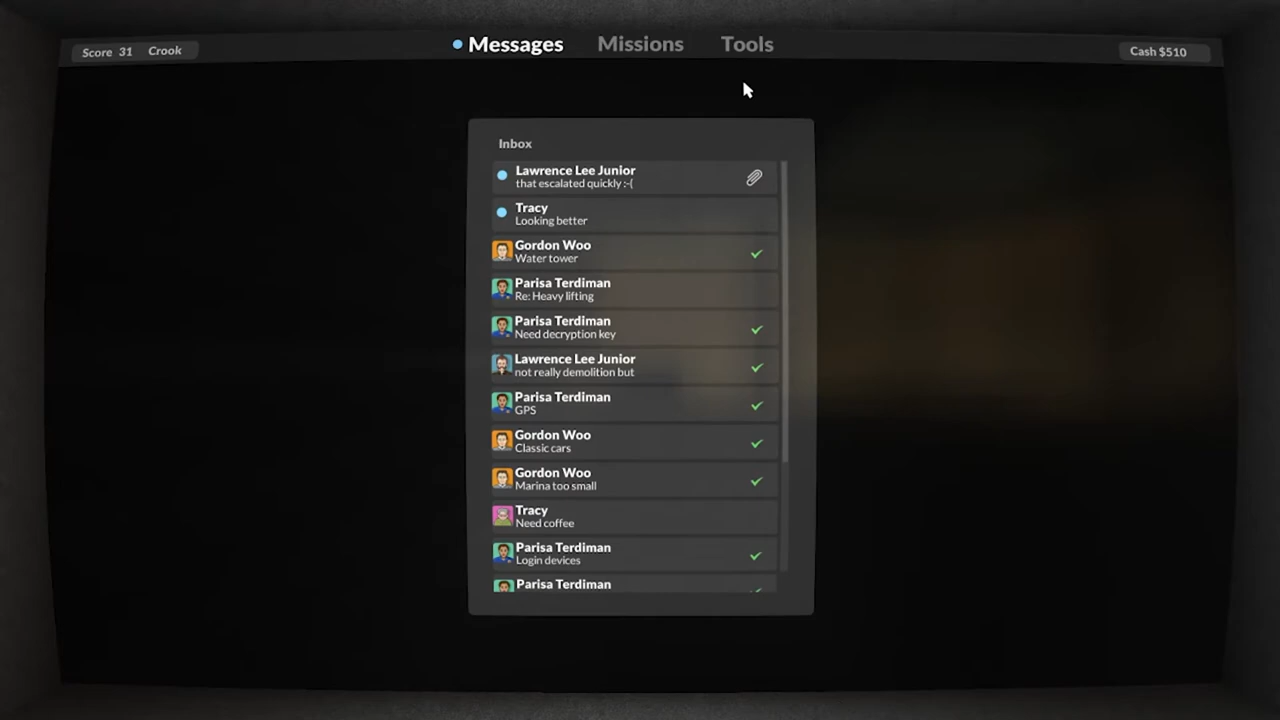 Score 31 Crook
Messages Missions Tools
Cash $510
Inbox
Lawrence Lee Junior
that escalated quickly :-(
Tracy
Looking better
Gordon Woo
Water tower
Parisa Terdiman
Re: Heavy lifting
Parisa Terdiman
Need decryption key
Lawrence Lee Junior
not really demolition but
Parisa Terdiman
GPS
Gordon Woo
Classic cars
Gordon Woo
Marina too small
Tracy
Need coffee
Parisa Terdiman
Login devices
Parisa Terdiman